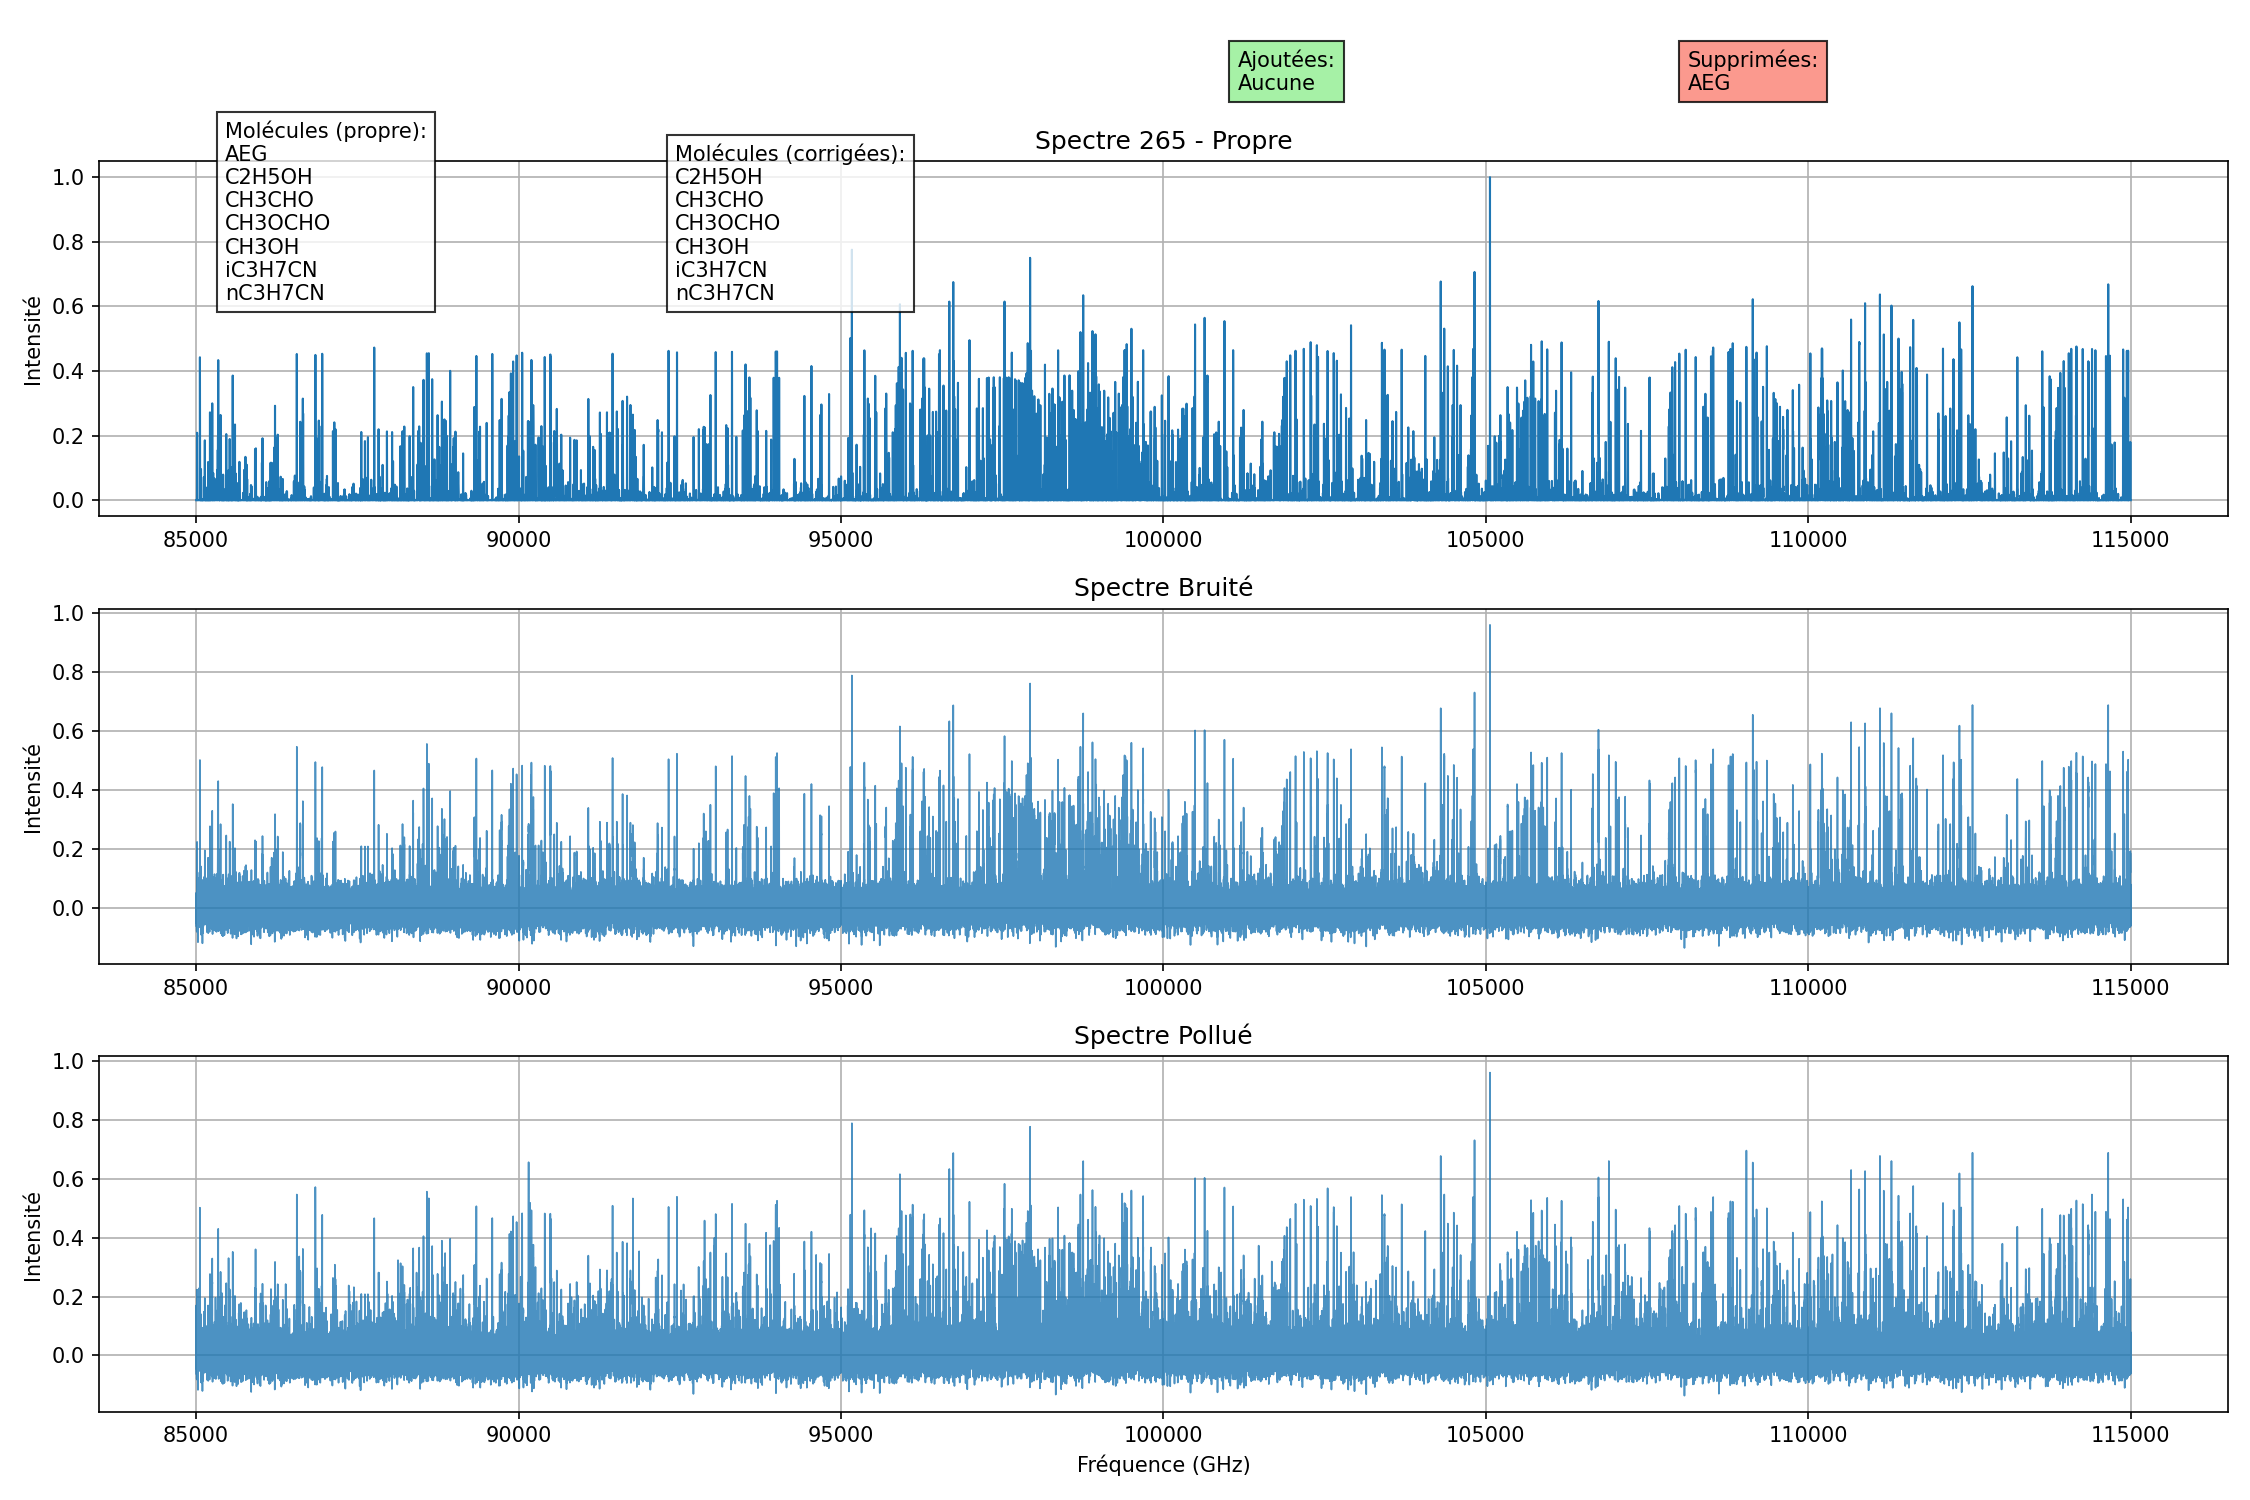 Ajoutées:
Aucune
Supprimées:
AEG
Molécules (propre):
AEG
C2H5OH
CH3CHO
CH3OCHO
CH3OH
iC3H7CN
nC3H7CN
Molécules (corrigées):
C2H5OH
CH3CHO
CH3OCHO
CH3OH
iC3H7CN
nC3H7CN
Spectre 265 - Propre
Intensité
1.0
0.8
0.6
0.4
0.2
0.0
85000
90000
95000
100000
105000
110000
115000
Spectre Bruité
Intensité
1.0
0.8
0.6
0.4
0.2
0.0
85000
90000
95000
100000
105000
110000
115000
Spectre Pollué
Intensité
1.0
0.8
0.6
0.4
0.2
0.0
85000
90000
95000
100000
105000
110000
115000
Fréquence (GHz)